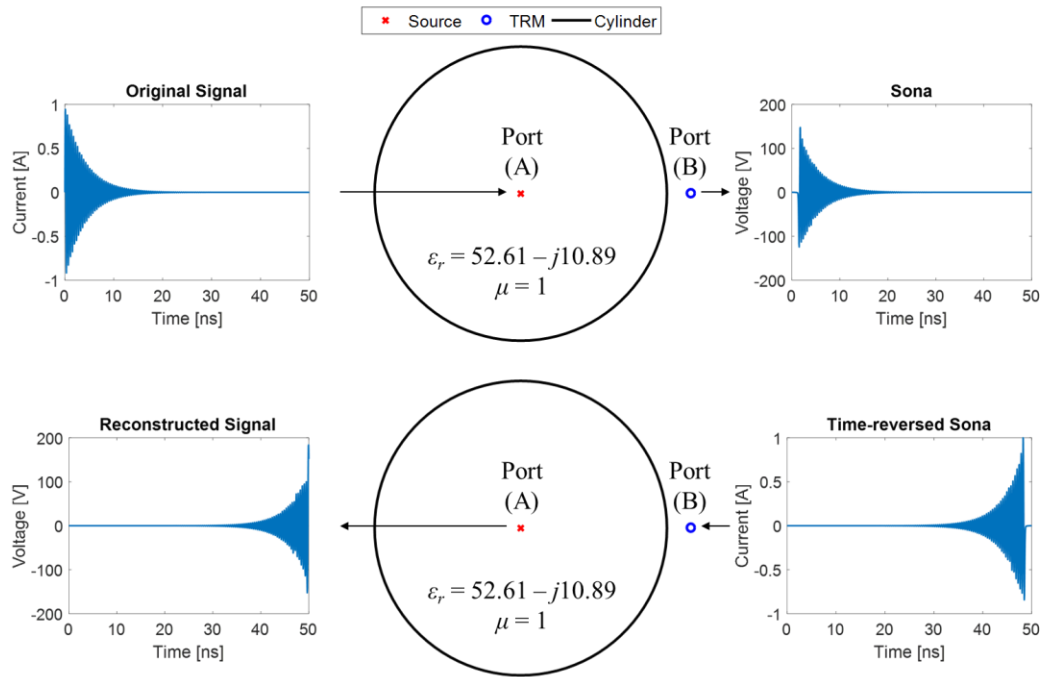 Source TRM Cylinder
Original Signal
Current [A]
1
0.5
0
-0.5
-1
0 10 20 30 40 50
Time [ns]
Port
(A)
Port
(B)
εr = 52.61 – j10.89
μ = 1
Sona
Voltage [V]
200
100
0
-100
-200
0 10 20 30 40 50
Time [ns]
Reconstructed Signal
Voltage [V]
200
100
0
-100
-200
0 10 20 30 40 50
Time [ns]
Port
(A)
Port
(B)
εr = 52.61 – j10.89
μ = 1
Time-reversed Sona
Current [A]
1
0.5
0
-0.5
-1
0 10 20 30 40 50
Time [ns]